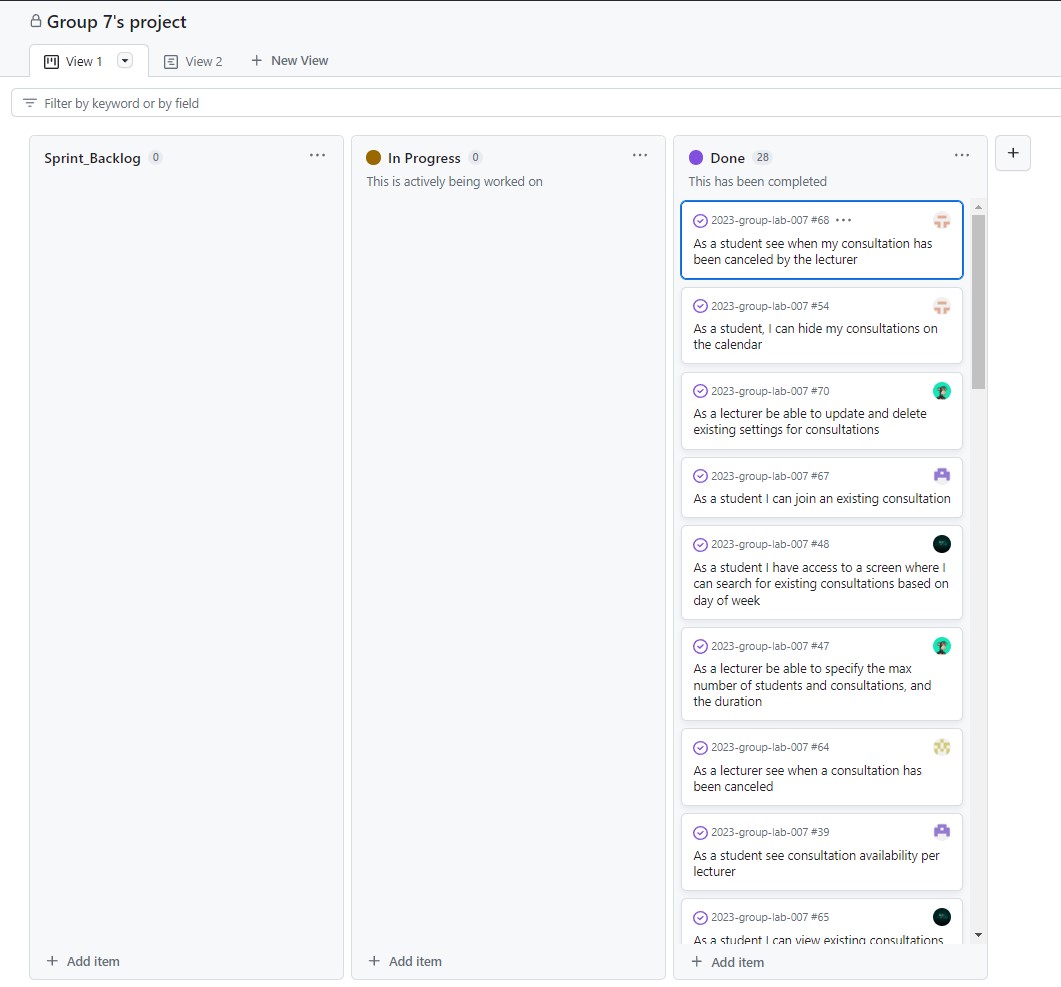 Group 7's project
View 1
View 2
+ New View
Filter by keyword or by field
Sprint_Backlog 0 ...
In Progress 0 ...
This is actively being worked on
Done 28 ...
This has been completed
+
2023-group-lab-007 #68 ...
As a student see when my consultation has
been canceled by the lecturer
2023-group-lab-007 #54
As a student, I can hide my consultations on
the calendar
2023-group-lab-007 #70
As a lecturer be able to update and delete
existing settings for consultations
2023-group-lab-007 #67
As a student I can join an existing consultation
2023-group-lab-007 #48
As a student I have access to a screen where I
can search for existing consultations based on
day of week
2023-group-lab-007 #47
As a lecturer be able to specify the max
number of students and consultations, and
the duration
2023-group-lab-007 #64
As a lecturer see when a consultation has
been canceled
2023-group-lab-007 #39
As a student see consultation availability per
lecturer
2023-group-lab-007 #65
As a student I can view existing consultations
+ Add item
+ Add item
+ Add item